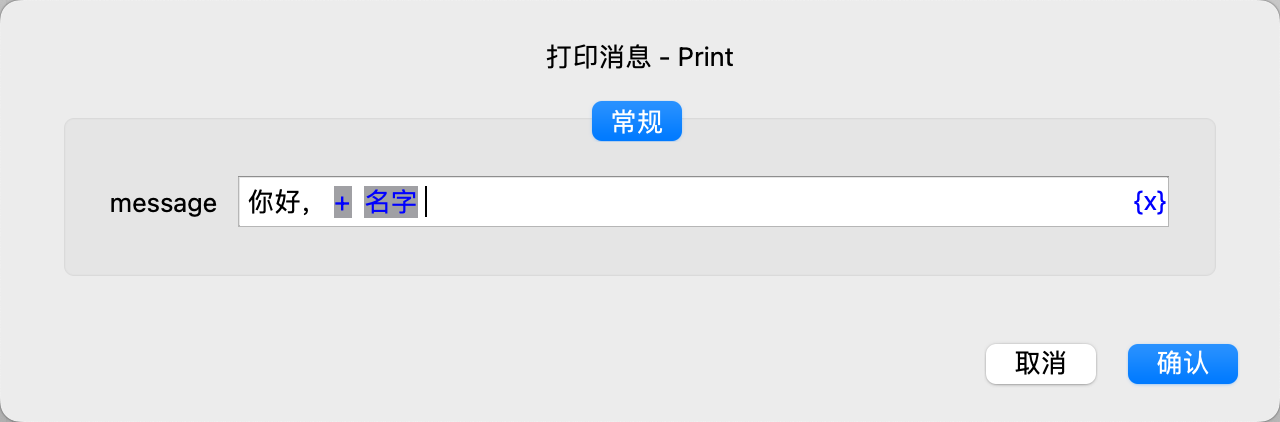 打印消息 - Print
常规
message 你好， + 名字 {x}
取消 确认